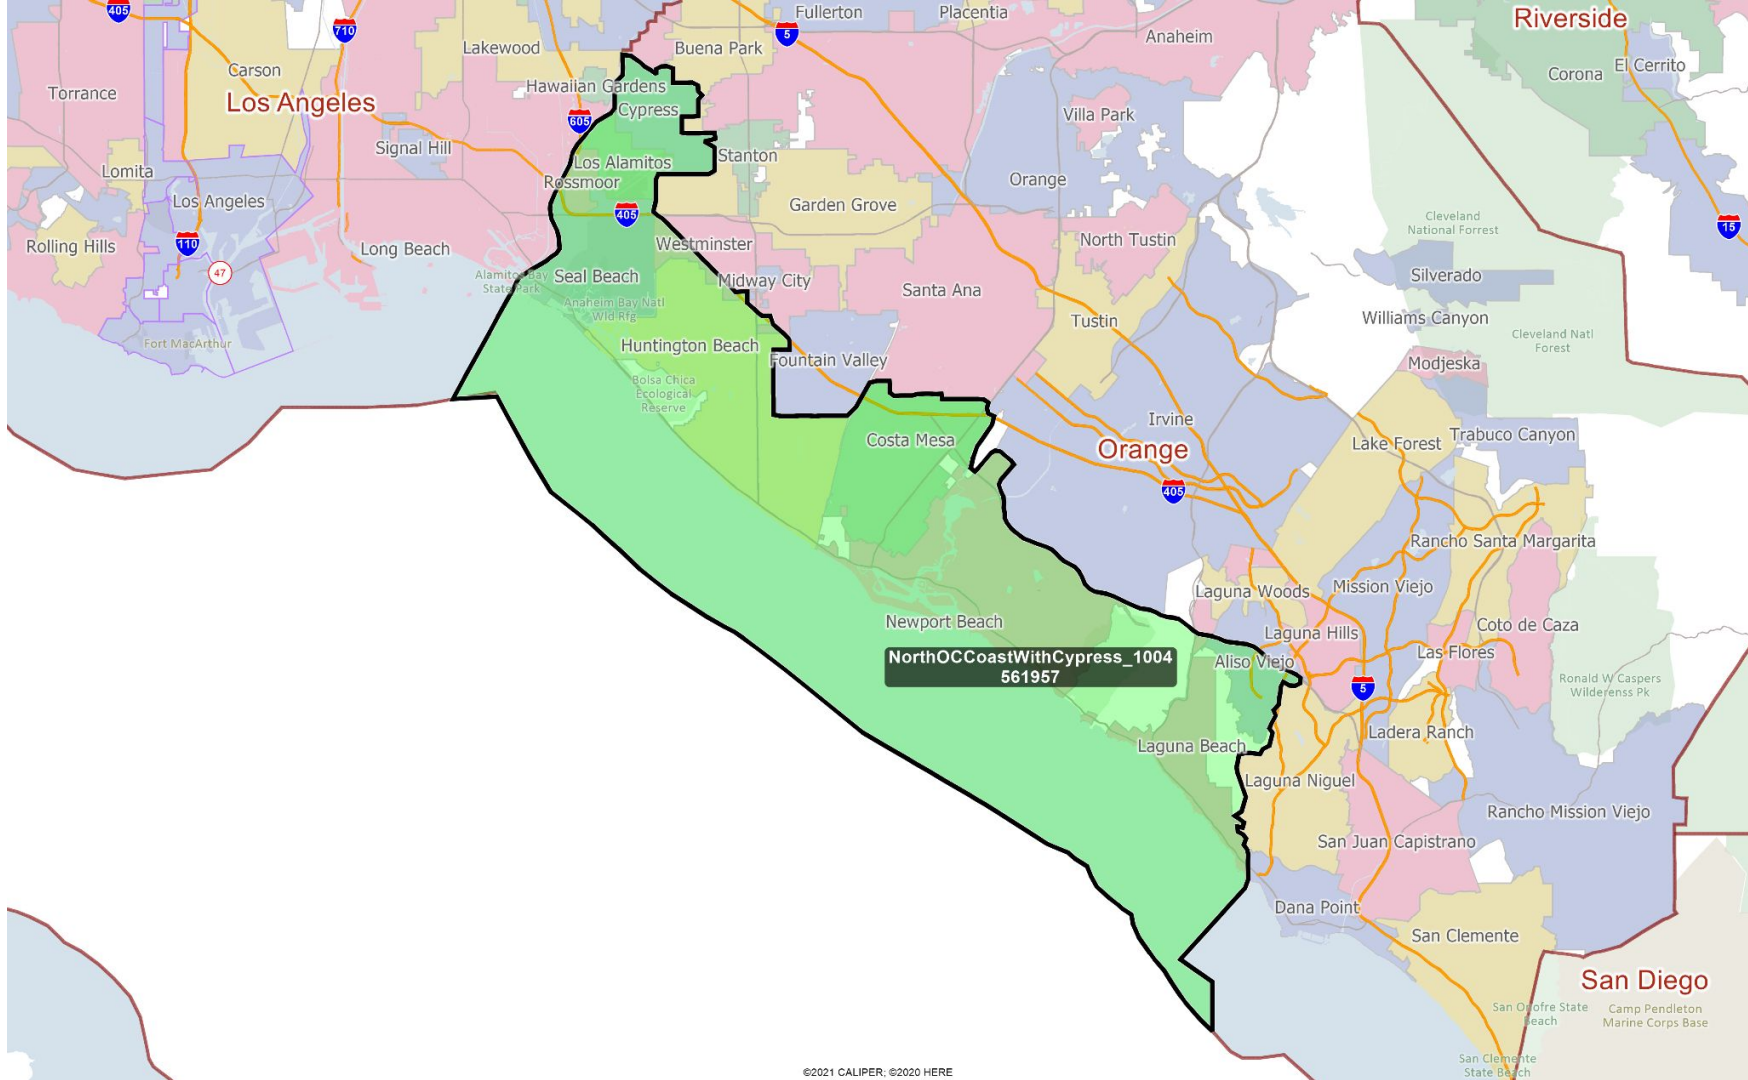 405
710
Fullerton
Placentia
Riverside
5
Anaheim
Lakewood
Buena Park
Carson
El Cerrito
Corona
Torrance
Los Angeles
Hawaiian Gardens
Cypress
605
Villa Park
Signal Hill
Stanton
Los Alamitos
Lomita
Rossmoor
Orange
Los Angeles
Garden Grove
405
Cleveland
National Forrest
15
Rolling Hills
110
Long Beach
Westminster
North Tustin
47
Alamitos Bay
State Park
Seal Beach
Midway City
Silverado
Santa Ana
Anaheim Bay Natl
Wld Rfg
Tustin
Williams Canyon
Fort MacArthur
Huntington Beach
Fountain Valley
Cleveland Natl
Forest
Modjeska
Bolsa Chica
Ecological
Reserve
Irvine
Costa Mesa
Orange
Lake Forest
Trabuco Canyon
405
Rancho Santa Margarita
Laguna Woods
Mission Viejo
Newport Beach
Laguna Hills
Coto de Caza
Las Flores
NorthOCCoastWithCypress_1004
561957
Aliso Viejo
5
Ronald W Caspers
Wilderenss Pk
Laguna Beach
Ladera Ranch
Laguna Niguel
Rancho Mission Viejo
San Juan Capistrano
Dana Point
San Clemente
San Diego
San Onofre State
Beach
Camp Pendleton
Marine Corps Base
San Clemente
State Beach
©2021 CALIPER; ©2020 HERE